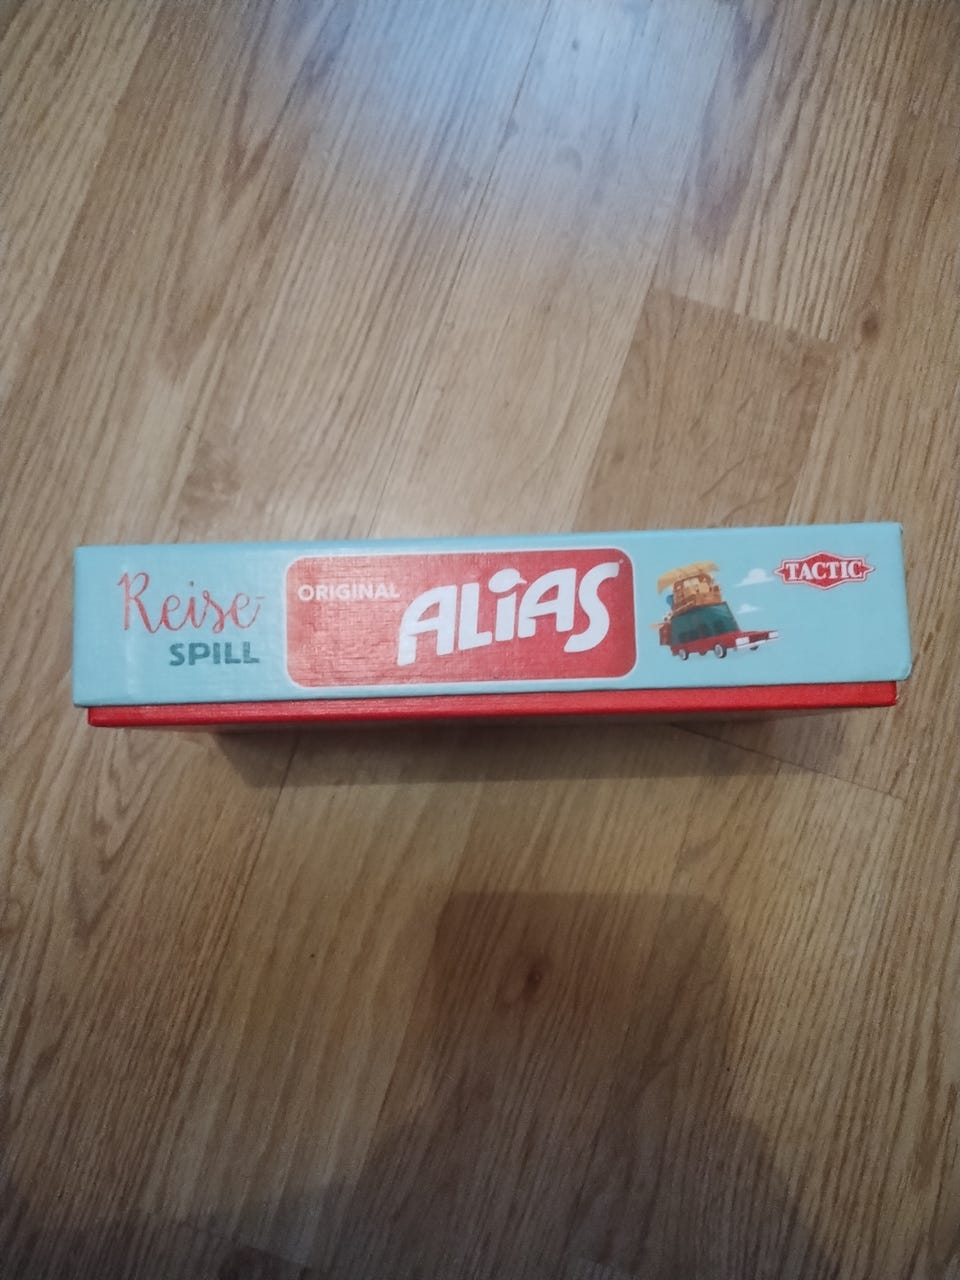 Reise-
SPILL
ORIGINAL
ALiAS
TACTIC